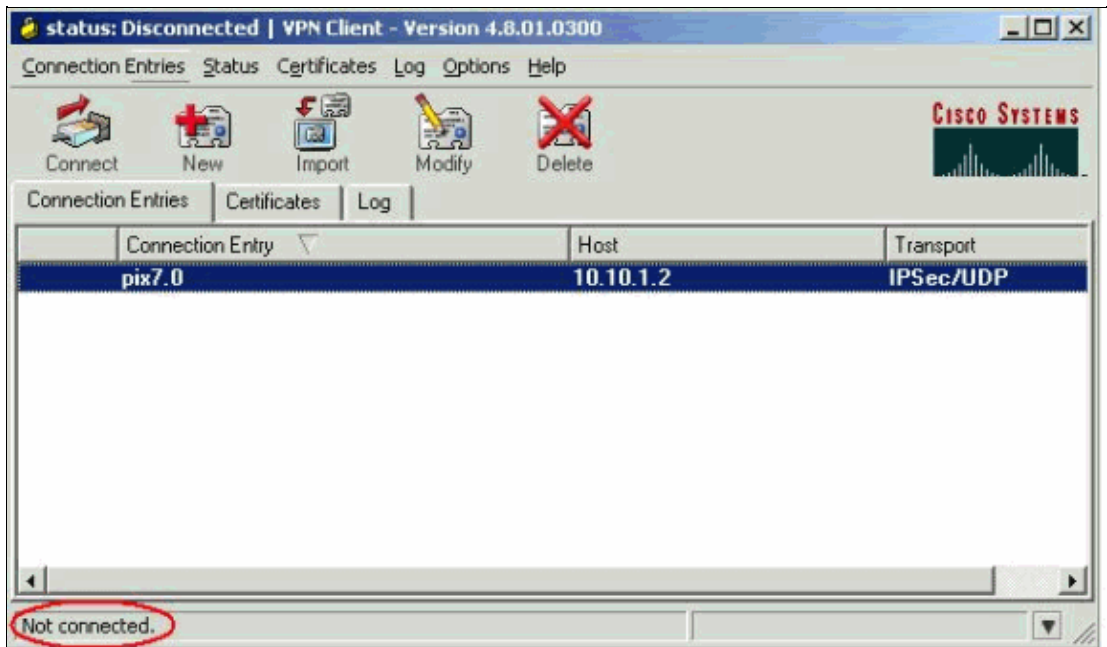 status: Disconnected | VPN Client - Version 4.8.01.0300
Connection Entries Status Certificates Log Options Help
Connect New Import Modify Delete
CISCO SYSTEMS
Connection Entries Certificates Log
Connection Entry Host Transport
pix7.0 10.10.1.2 IPSec/UDP
Not connected.